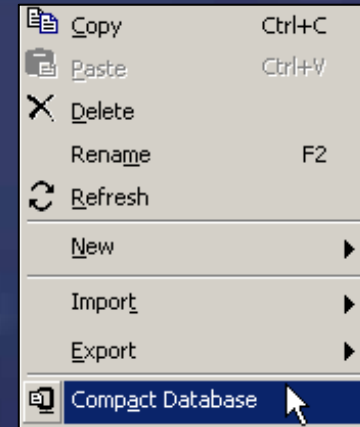 Copy Ctrl+C
Paste Ctrl+V
Delete
Rename F2
Refresh
New
Import
Export
Compact Database